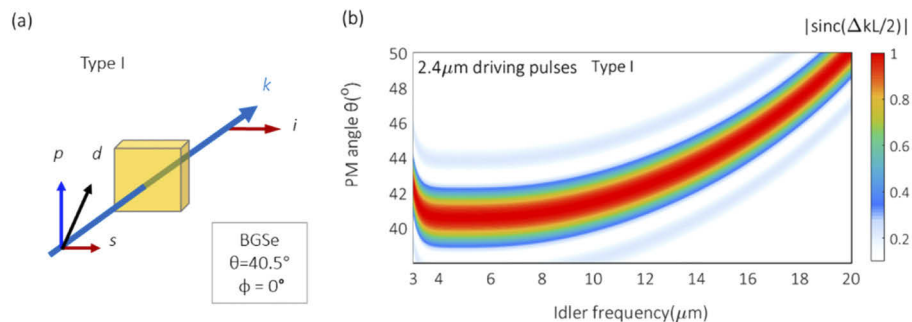 (a)
Type I
k
i
p
d
s
BGSe
θ=40.5°
ϕ = 0°
(b)
|sinc(ΔkL/2)|
2.4μm driving pulses Type I
PM angle θ(°)
50
48
46
44
42
40
3 4 6 8 10 12 14 16 18 20
Idler frequency(μm)
1
0.8
0.6
0.4
0.2